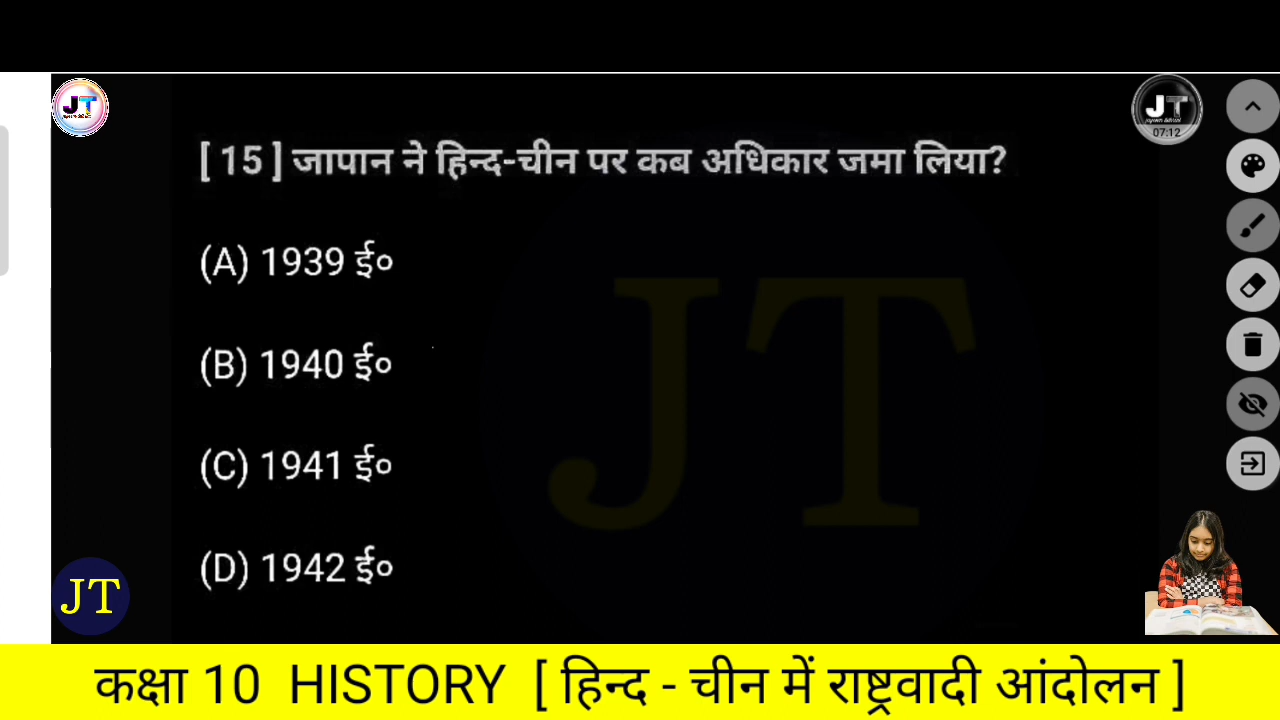 JT
JT
07:12
[ 15 ] जापान ने हिन्द-चीन पर कब अधिकार जमा लिया?
(A) 1939 ई०
(B) 1940 ई०
(C) 1941 ई०
(D) 1942 ई०
JT
JT
कक्षा 10 HISTORY [ हिन्द - चीन में राष्ट्रवादी आंदोलन ]